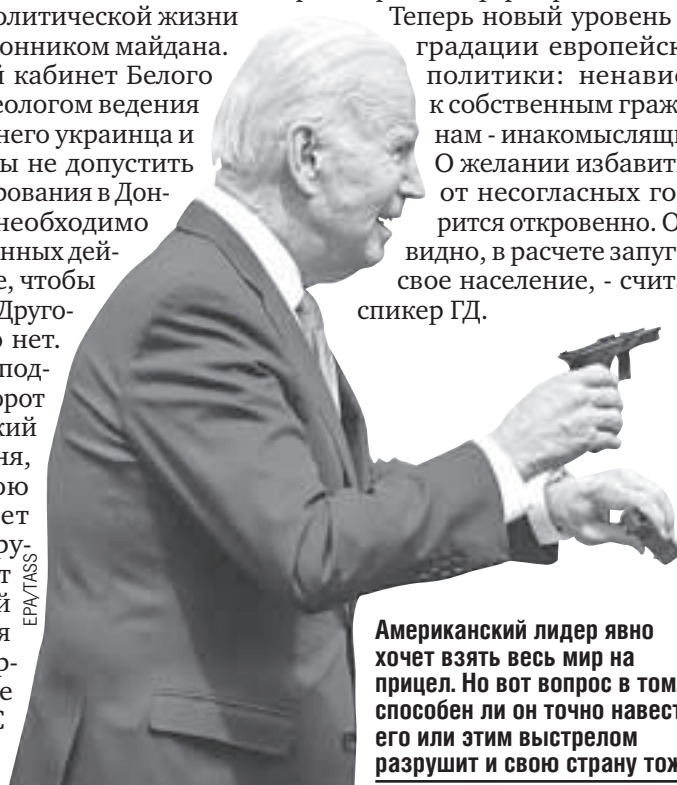 олитической жизни
онником майдана.
й кабинет Белого
еологом ведения
него украинца и
ы не допустить
рования в Дон-
необходимо
нных дей-
е, чтобы
Друго-
о нет.
под-
орот
кий
ня,
ою
ет
ру-
т
й
я
р-
е
С
EPA/TASS
Теперь новый уровень
градации европейск
политики: ненавис
к собственным граж
нам - инакомыслящи
О желании избавит
от несогласных го
рится откровенно. О
видно, в расчете запуг
свое население, - счит
спикер ГД.
Американский лидер явно
хочет взять весь мир на
прицел. Но вот вопрос в том,
способен ли он точно навест
его или этим выстрелом
разрушит и свою страну тож